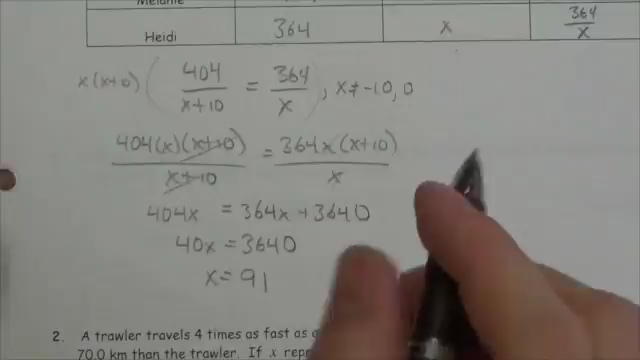 Melanie
Heidi 364 x 364/x
x(x+10) ( 404/x+10 = 364/x ), x≠-10, 0
404(x)(x+10)/x+10 = 364x(x+10)/x
404x = 364x + 3640
40x = 3640
x = 91
2. A trawler travels 4 times as fast as
70.0 km than the trawler. If x